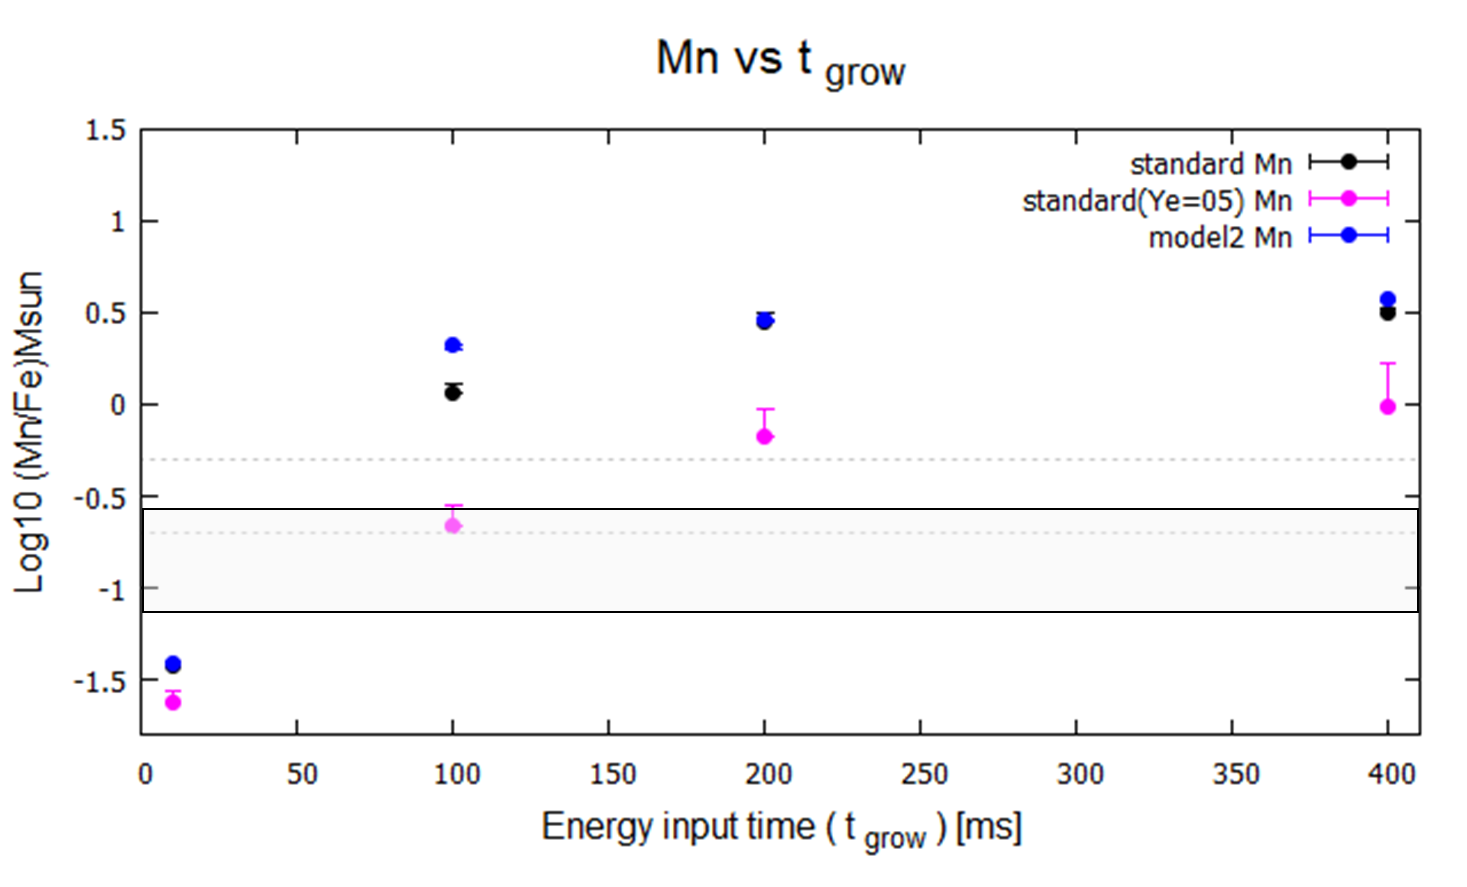 Mn vs t grow
1.5
1
0.5
0
-0.5
-1
-1.5
Log10 (Mn/Fe)Msun
standard Mn
standard(Ye=05) Mn
model2 Mn
0 50 100 150 200 250 300 350 400
Energy input time ( t grow ) [ms]